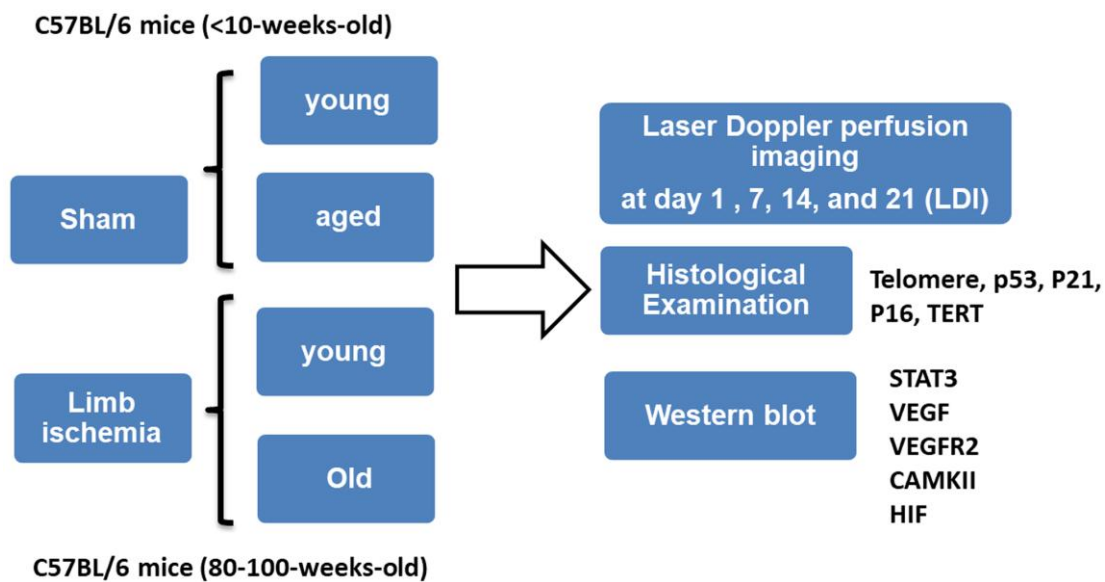 C57BL/6 mice (<10-weeks-old)
Sham
young
aged
Limb
ischemia
young
Old
C57BL/6 mice (80-100-weeks-old)
Laser Doppler perfusion
imaging
at day 1 , 7, 14, and 21 (LDI)
Histological
Examination
Telomere, p53, P21,
P16, TERT
Western blot
STAT3
VEGF
VEGFR2
CAMKII
HIF